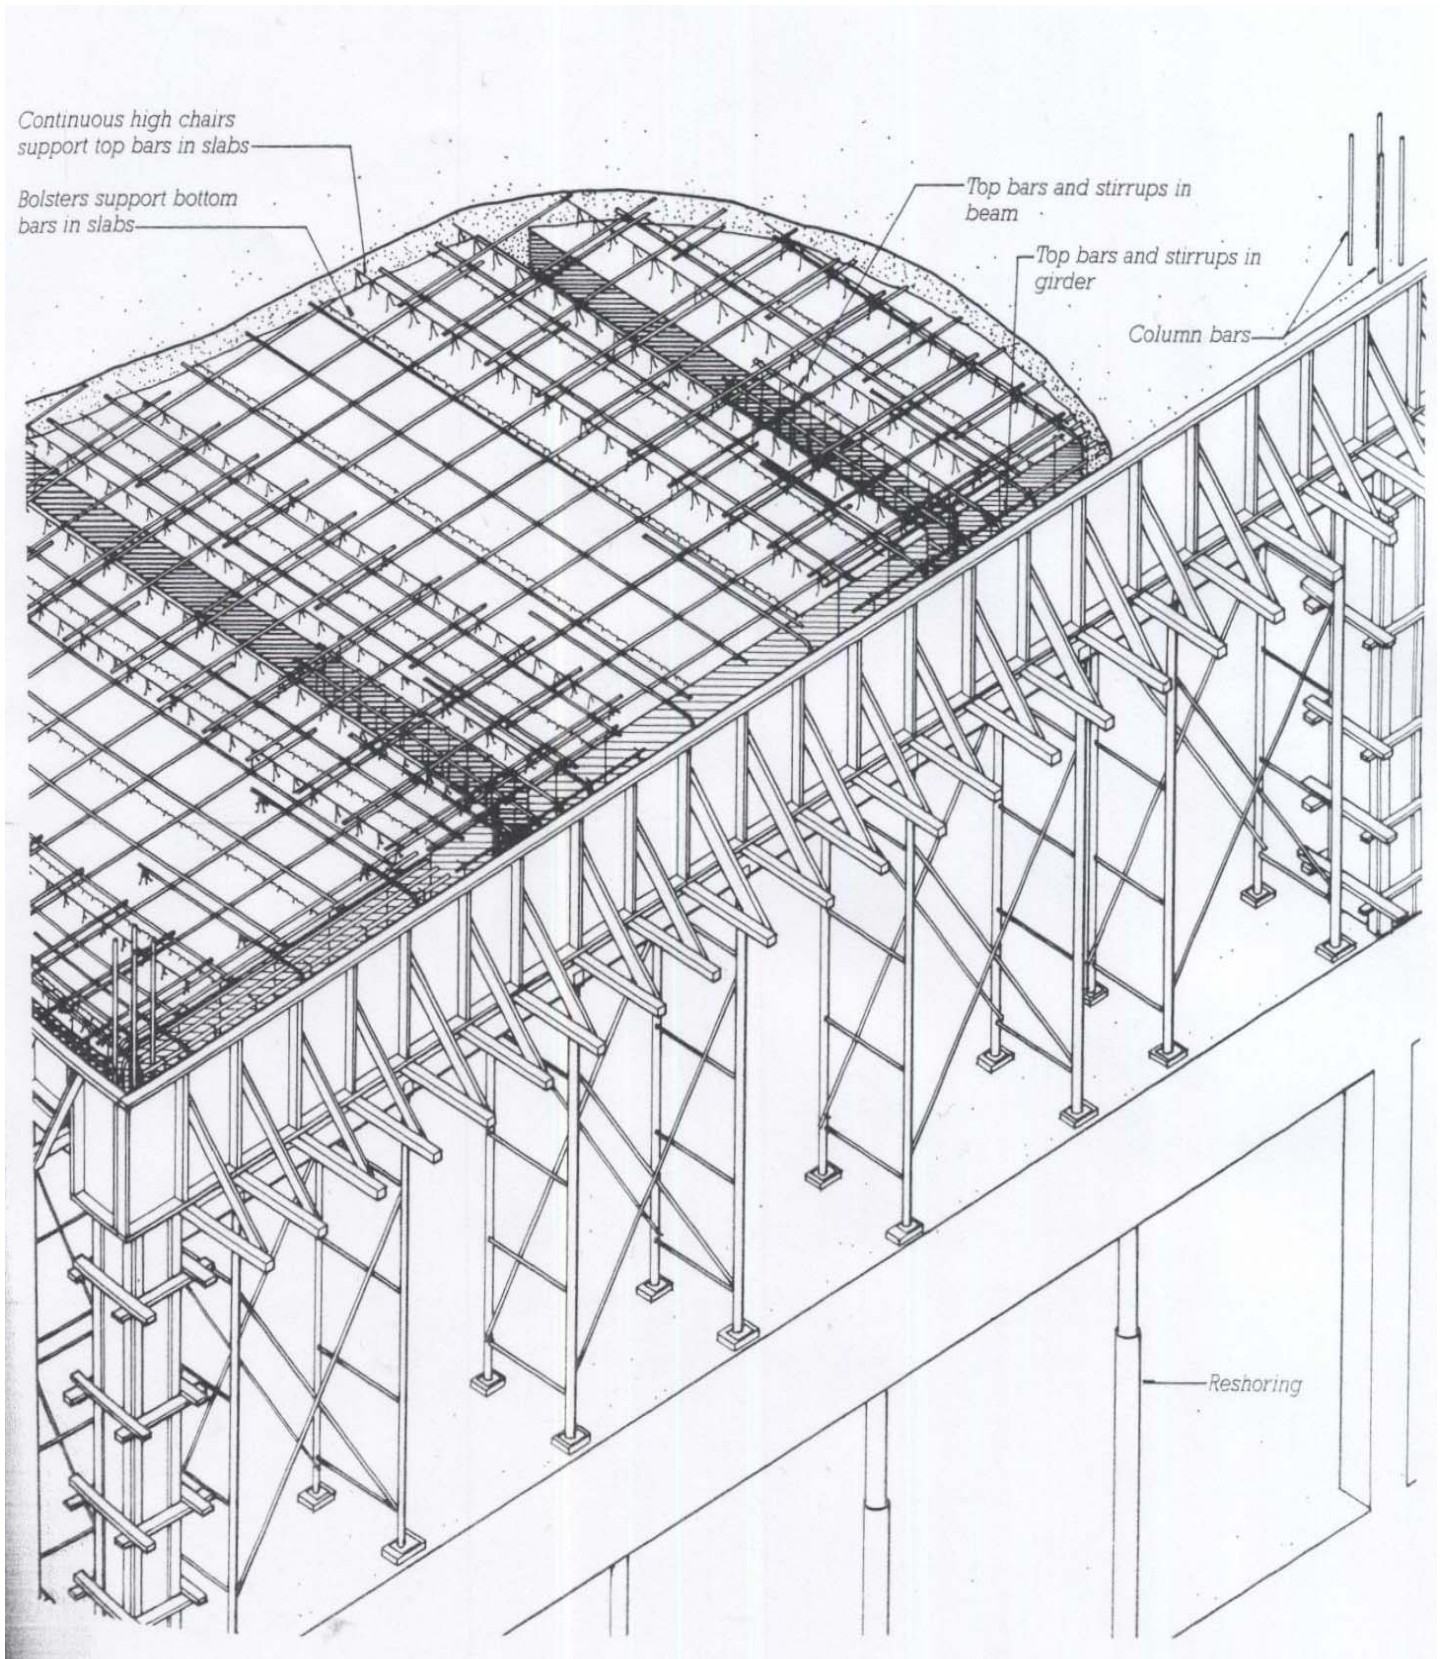 Continuous high chairs
support top bars in slabs
Bolsters support bottom
bars in slabs
Top bars and stirrups in
beam
Top bars and stirrups in
girder
Column bars
Reshoring